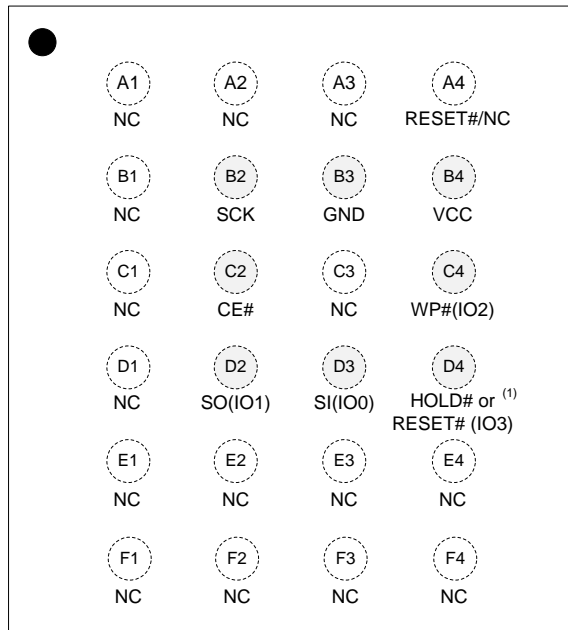 A1 A2 A3 A4
NC NC NC RESET#/NC
B1 B2 B3 B4
NC SCK GND VCC
C1 C2 C3 C4
NC CE# NC WP#(IO2)
D1 D2 D3 D4
NC SO(IO1) SI(IO0) HOLD# or (1)
RESET# (IO3)
E1 E2 E3 E4
NC NC NC NC
F1 F2 F3 F4
NC NC NC NC